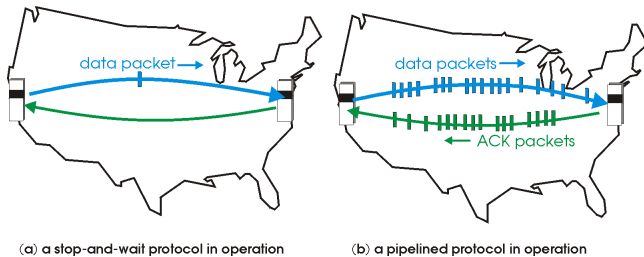 data packet
data packets
ACK packets
(a) a stop-and-wait protocol in operation
(b) a pipelined protocol in operation